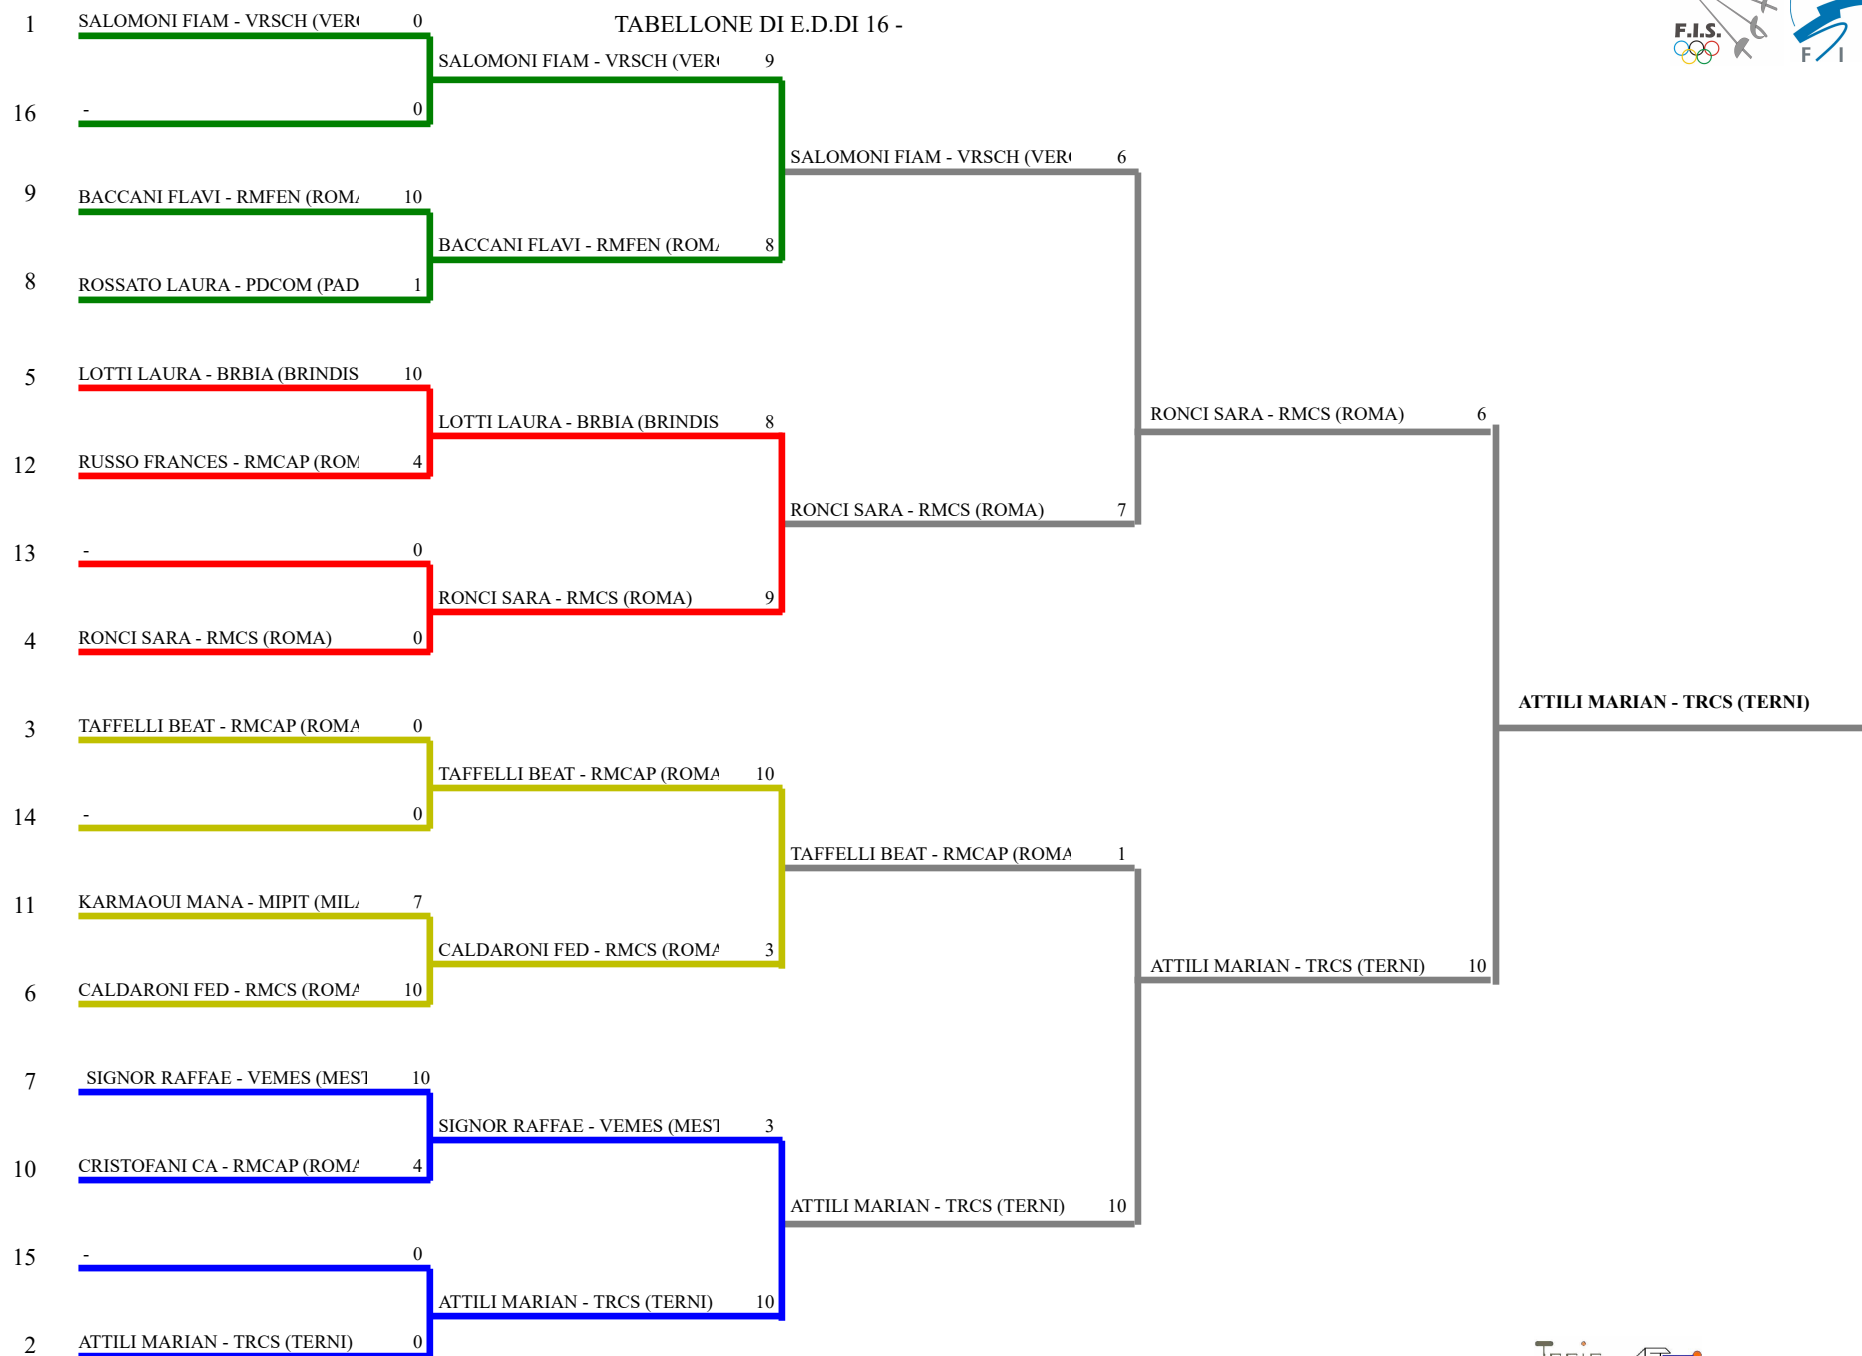 TABELLONE DI E.D.DI 16 -
F.I.S.
F I
1 SALOMONI FIAM - VRSCH (VER 0
SALOMONI FIAM - VRSCH (VER 9
16 - 0
SALOMONI FIAM - VRSCH (VER 6
9 BACCANI FLAVI - RMFEN (ROMA 10
BACCANI FLAVI - RMFEN (ROMA 8
8 ROSSATO LAURA - PDCOM (PAD 1
5 LOTTI LAURA - BRBIA (BRINDIS 10
RONCI SARA - RMCS (ROMA) 6
LOTTI LAURA - BRBIA (BRINDIS 8
12 RUSSO FRANCES - RMCAP (ROM 4
RONCI SARA - RMCS (ROMA) 7
13 - 0
RONCI SARA - RMCS (ROMA) 9
4 RONCI SARA - RMCS (ROMA) 0
ATTILI MARIAN - TRCS (TERNI)
3 TAFFELLI BEAT - RMCAP (ROMA 0
TAFFELLI BEAT - RMCAP (ROMA 10
14 - 0
TAFFELLI BEAT - RMCAP (ROMA 1
11 KARMAOUI MANA - MIPIT (MILA 7
CALDARONI FED - RMCS (ROMA 3
ATTILI MARIAN - TRCS (TERNI) 10
6 CALDARONI FED - RMCS (ROMA 10
7 SIGNOR RAFFAE - VEMES (MEST 10
SIGNOR RAFFAE - VEMES (MEST 3
10 CRISTOFANI CA - RMCAP (ROMA 4
ATTILI MARIAN - TRCS (TERNI) 10
15 - 0
ATTILI MARIAN - TRCS (TERNI) 10
2 ATTILI MARIAN - TRCS (TERNI) 0